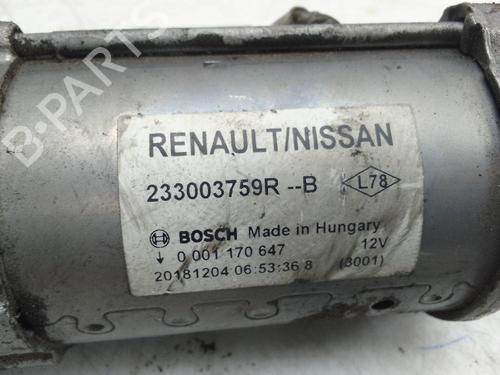 RENAULT/NISSAN
233003759R --B L78
BOSCH Made in Hungary
↓ 0 001 170 647 12V
20181204 06:53:36 8 (3001)
B-PARTS